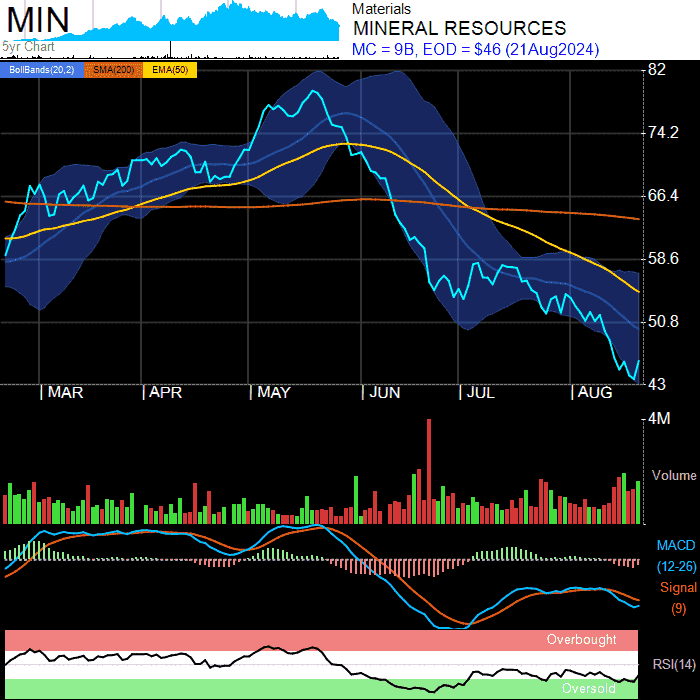 MIN
5yr Chart
Materials
MINERAL RESOURCES
MC = 9B, EOD = $46 (21Aug2024)
BollBands(20,2) SMA(200) EMA(50)
82
74.2
66.4
58.6
50.8
43
MAR APR MAY JUN JUL AUG
4M
Volume
MACD
(12-26)
Signal
(9)
Overbought
RSI(14)
Oversold